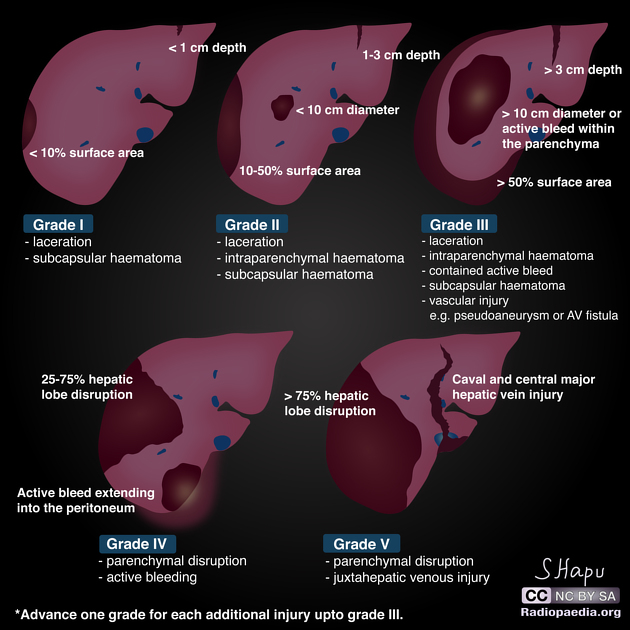 < 1 cm depth
< 10% surface area
Grade I
- laceration
- subcapsular haematoma
1-3 cm depth
< 10 cm diameter
10-50% surface area
Grade II
- laceration
- intraparenchymal haematoma
- subcapsular haematoma
> 3 cm depth
> 10 cm diameter or
active bleed within
the parenchyma
> 50% surface area
Grade III
- laceration
- intraparenchymal haematoma
- contained active bleed
- subcapsular haematoma
- vascular injury
e.g. pseudoaneurysm or AV fistula
25-75% hepatic
lobe disruption
Active bleed extending
into the peritoneum
Grade IV
- parenchymal disruption
- active bleeding
> 75% hepatic
lobe disruption
Caval and central major
hepatic vein injury
Grade V
- parenchymal disruption
- juxtahepatic venous injury
SHapu
CC NC BY SA
Radiopaedia.org
*Advance one grade for each additional injury upto grade III.